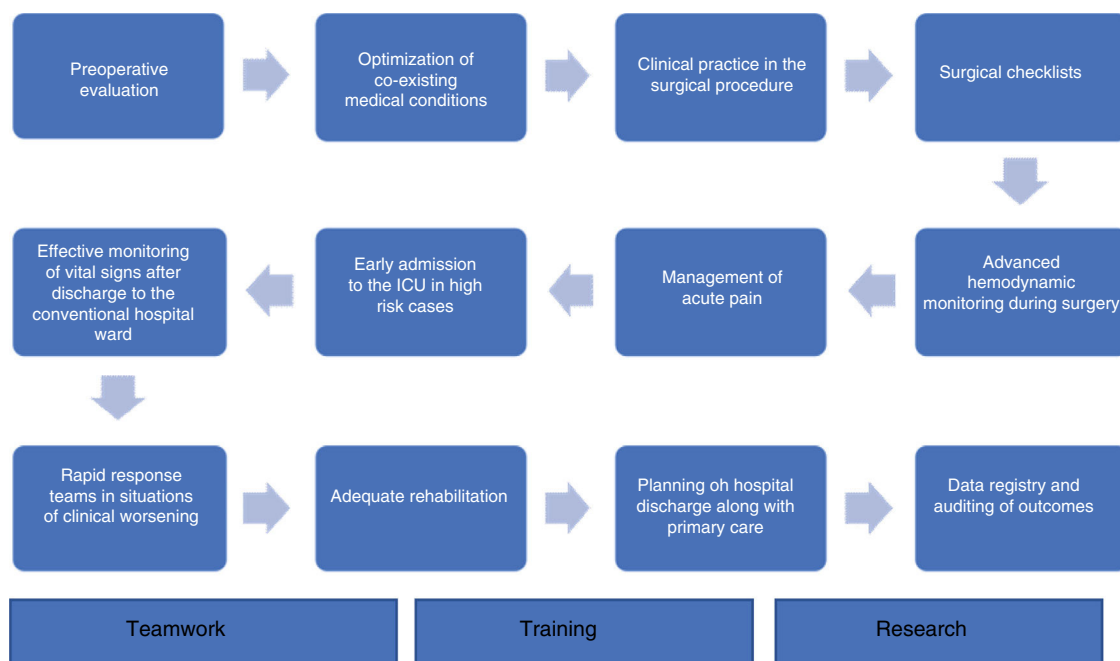 Preoperative
evaluation
Optimization of
co-existing
medical conditions
Clinical practice in the
surgical procedure
Surgical checklists
Effective monitoring
of vital signs after
discharge to the
conventional hospital
ward
Early admission
to the ICU in high
risk cases
Management of
acute pain
Advanced
hemodynamic
monitoring during surgery
Rapid response
teams in situations
of clinical worsening
Adequate rehabilitation
Planning oh hospital
discharge along with
primary care
Data registry and
auditing of outcomes
Teamwork
Training
Research